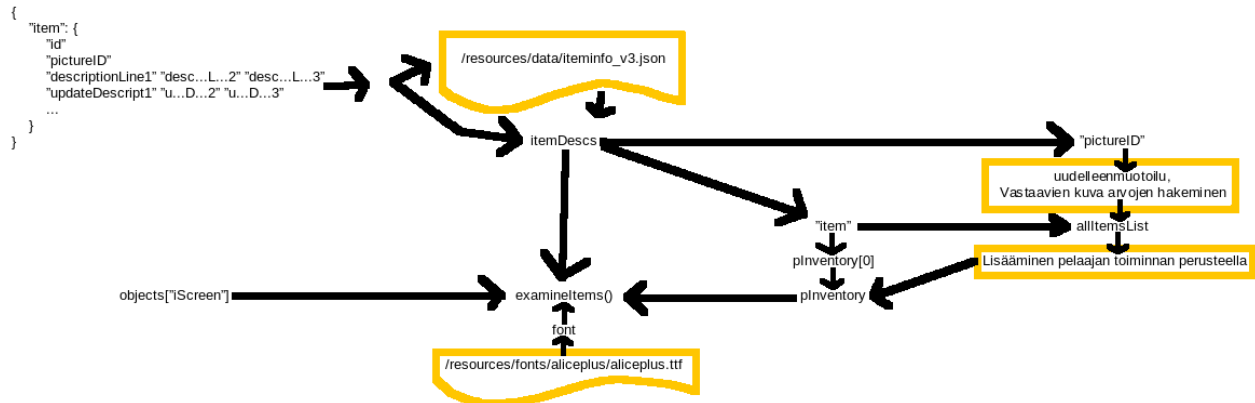 {
"item": {
"id"
"pictureID"
"descriptionLine1" "desc...L...2" "desc...L...3"
"updateDescript1" "u...D...2" "u...D...3"
...
}
}
/resources/data/iteminfo_v3.json
itemDescs
"pictureID"
uudelleenmuotoilu,
Vastaavien kuva arvojen hakeminen
"item"
allItemsList
pInventory[0]
Lisääminen pelaajan toiminnan perusteella
objects["iScreen"]
examineItems()
pInventory
font
/resources/fonts/aliceplus/aliceplus.ttf